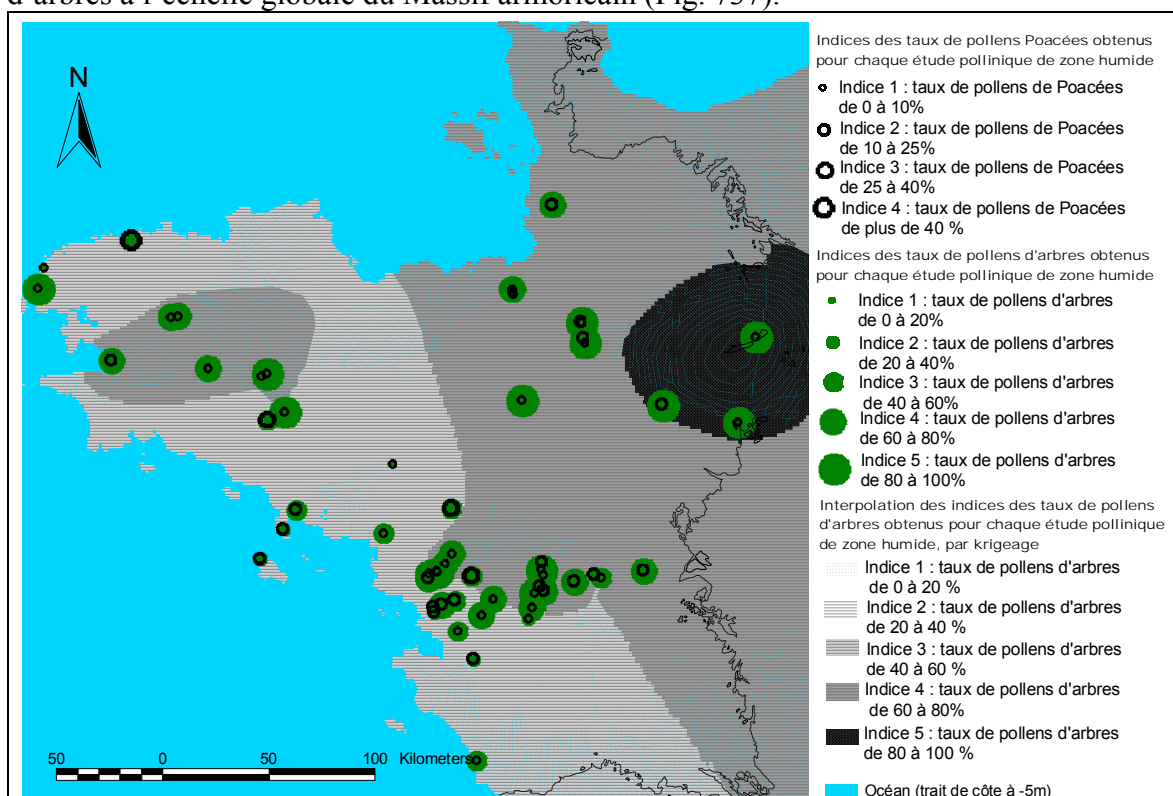 d'arbres à l'échelle globale du Massif armoricain (Fig. 737).
Indices des taux de pollens Poacées obtenus
pour chaque étude pollinique de zone humide
Indice 1 : taux de pollens de Poacées
de 0 à 10%
Indice 2 : taux de pollens de Poacées
de 10 à 25%
Indice 3 : taux de pollens de Poacées
de 25 à 40%
Indice 4 : taux de pollens de Poacées
de plus de 40 %
Indices des taux de pollens d'arbres obtenus
pour chaque étude pollinique de zone humide
Indice 1 : taux de pollens d'arbres
de 0 à 20%
Indice 2 : taux de pollens d'arbres
de 20 à 40%
Indice 3 : taux de pollens d'arbres
de 40 à 60%
Indice 4 : taux de pollens d'arbres
de 60 à 80%
Indice 5 : taux de pollens d'arbres
de 80 à 100%
Interpolation des indices des taux de pollens
d'arbres obtenus pour chaque étude pollinique
de zone humide, par krigeage
Indice 1 : taux de pollens d'arbres
de 0 à 20 %
Indice 2 : taux de pollens d'arbres
de 20 à 40 %
Indice 3 : taux de pollens d'arbres
de 40 à 60 %
Indice 4 : taux de pollens d'arbres
de 60 à 80%
Indice 5 : taux de pollens d'arbres
de 80 à 100 %
Océan (trait de côte à -5m)
N
50 0 50 100 Kilometers